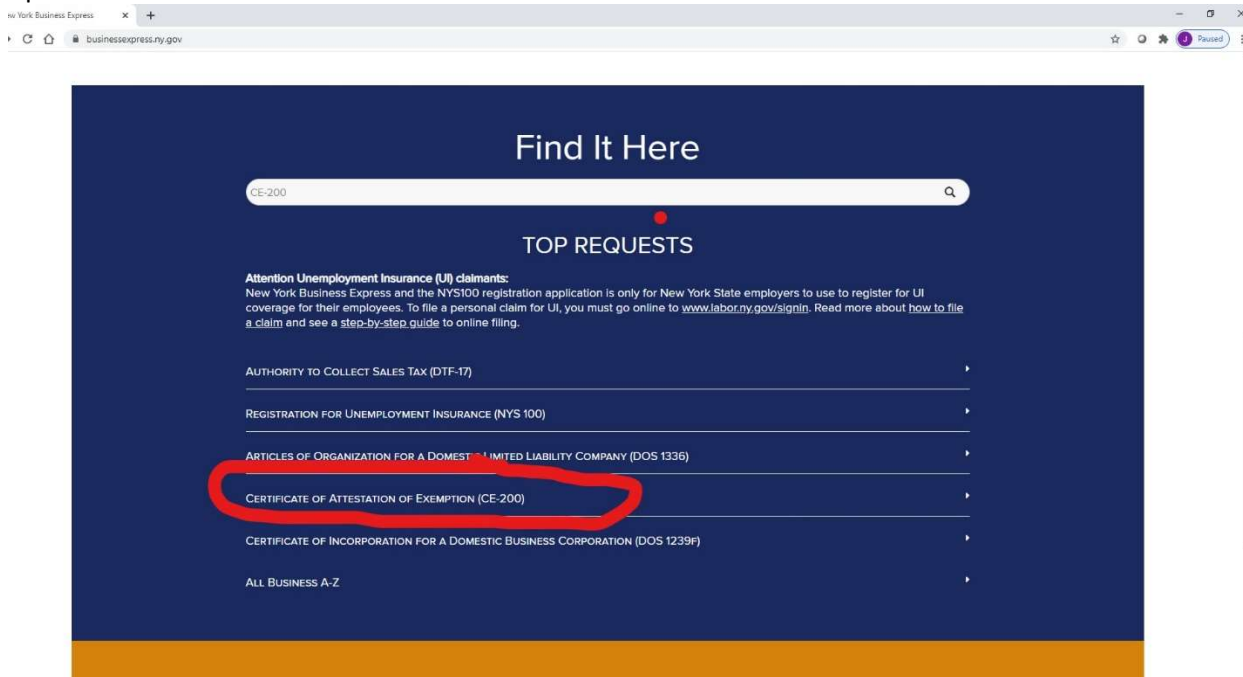 New York Business Express
businessexpress.ny.gov
J Paused
Find It Here
CE-200
TOP REQUESTS
Attention Unemployment Insurance (UI) claimants:
New York Business Express and the NYS100 registration application is only for New York State employers to use to register for UI
coverage for their employees. To file a personal claim for UI, you must go online to www.labor.ny.gov/signin. Read more about how to file
a claim and see a step-by-step guide to online filing.
AUTHORITY TO COLLECT SALES TAX (DTF-17)
REGISTRATION FOR UNEMPLOYMENT INSURANCE (NYS 100)
ARTICLES OF ORGANIZATION FOR A DOMESTIC LIMITED LIABILITY COMPANY (DOS 1336)
CERTIFICATE OF ATTESTATION OF EXEMPTION (CE-200)
CERTIFICATE OF INCORPORATION FOR A DOMESTIC BUSINESS CORPORATION (DOS 1239F)
ALL BUSINESS A-Z